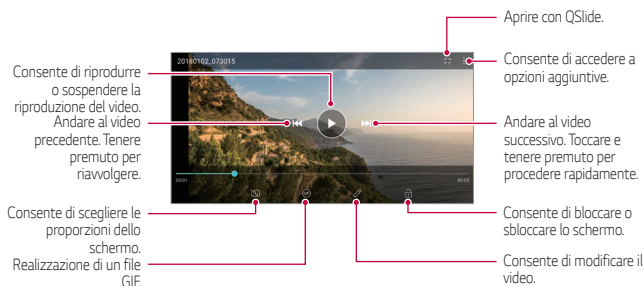 Aprire con QSlide.
20180102_073015
Consente di accedere a
opzioni aggiuntive.
Consente di riprodurre
o sospendere la
riproduzione del video.
Andare al video
precedente. Tenere
premuto per
riavvolgere.
Andare al video
successivo. Toccare e
tenere premuto per
procedere rapidamente.
00:01
00:05
GIF
Consente di scegliere le
proporzioni dello
schermo.
Realizzazione di un file
GIF.
Consente di bloccare o
sbloccare lo schermo.
Consente di modificare il
video.